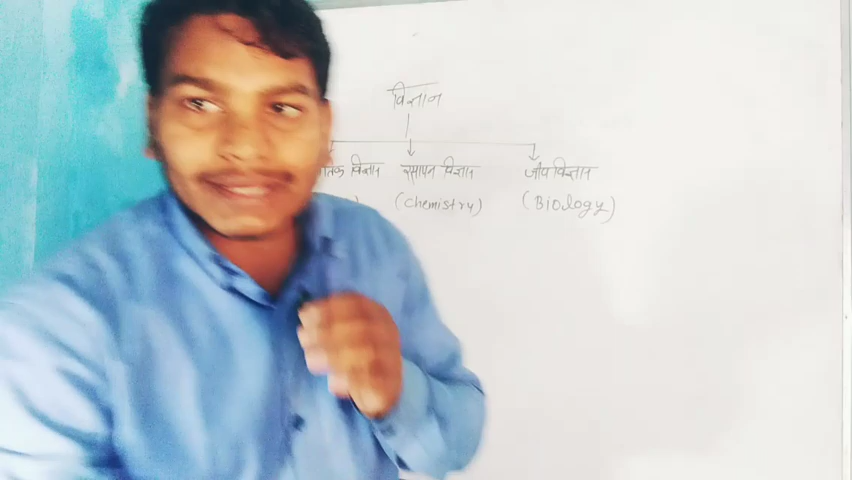 विज्ञान
विज्ञान रसायन विज्ञान जीव विज्ञान
(Chemistry) (Biology)